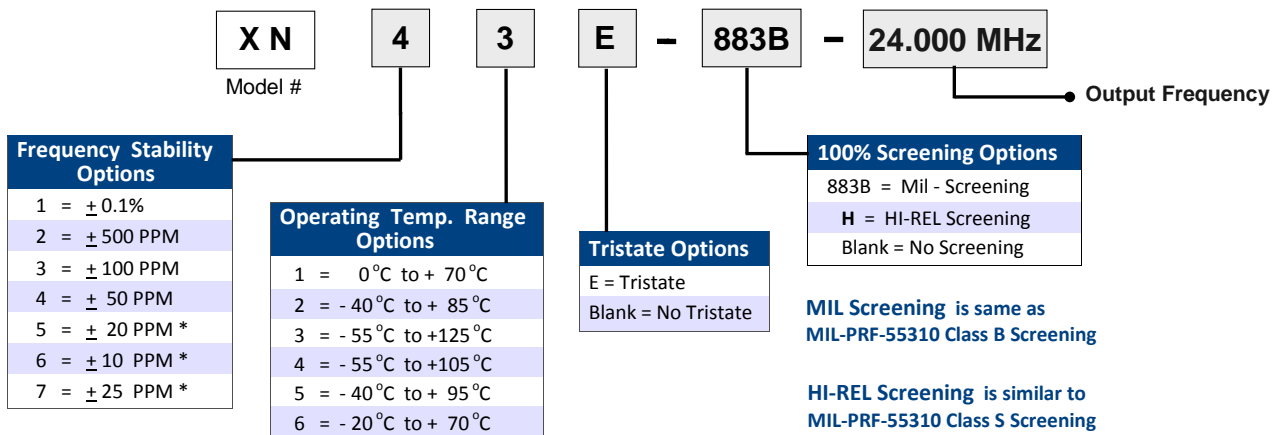 X N 4 3 E – 883B – 24.000 MHz
Model #
Output Frequency
Frequency Stability
Options
1 = ± 0.1%
2 = ± 500 PPM
3 = ± 100 PPM
4 = ± 50 PPM
5 = ± 20 PPM *
6 = ± 10 PPM *
7 = ± 25 PPM *
Operating Temp. Range
Options
1 = 0 °C to + 70 °C
2 = - 40 °C to + 85 °C
3 = - 55 °C to +125 °C
4 = - 55 °C to +105 °C
5 = - 40 °C to + 95 °C
6 = - 20 °C to + 70 °C
Tristate Options
E = Tristate
Blank = No Tristate
100% Screening Options
883B = Mil - Screening
H = HI-REL Screening
Blank = No Screening
MIL Screening is same as
MIL-PRF-55310 Class B Screening
HI-REL Screening is similar to
MIL-PRF-55310 Class S Screening